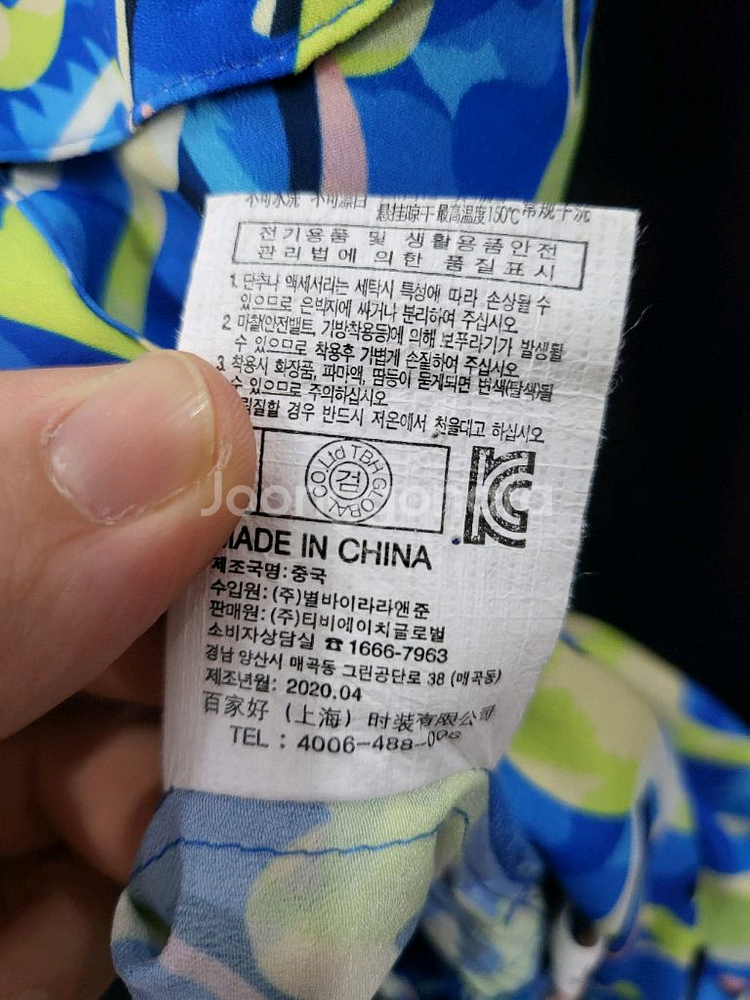 不可水洗 不可漂白 悬挂晾干 最高温度150℃ 常规干洗
전기용품 및 생활용품안전
관리법에 의한 품질표시
1. 단추나 액세서리는 세탁시 특성에 따라 손상될 수
있으므로 은박지에 싸거나 분리하여 주십시오
2. 마찰(안전밸트, 가방착용등)에 의해 보푸라기가 발생될
수 있으므로 착용후 가볍게 손질하여 주십시오
3. 착용시 화장품, 파마액, 땀등이 묻게되면 변색(탈색)될
수 있으므로 주의하십시오
림질할 경우 반드시 저온에서 천을대고 하십시오
CO.,Ltd TBH GLOBAL
검
MADE IN CHINA
제조국명: 중국
수입원: (주)별바이라라앤준
판매원: (주)티비에이치글로벌
소비자상담실 ☎ 1666-7963
경남 양산시 매곡동 그린공단로 38 (매곡동)
제조년월: 2020.04
百家好 (上海) 时装有限公司
TEL : 4006-488-006